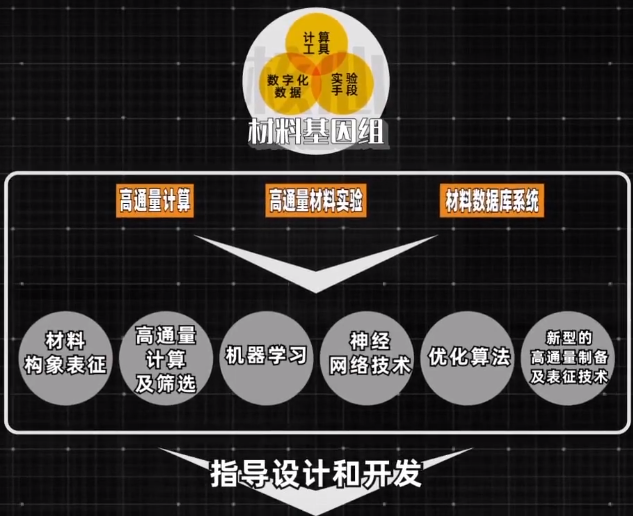 计算
工具
数字化
数据
实验
手段
核心
材料基因组
高通量计算
高通量材料实验
材料数据库系统
材料
构象表征
高通量
计算
及筛选
机器学习
神经
网络技术
优化算法
新型的
高通量制备
及表征技术
指导设计和开发